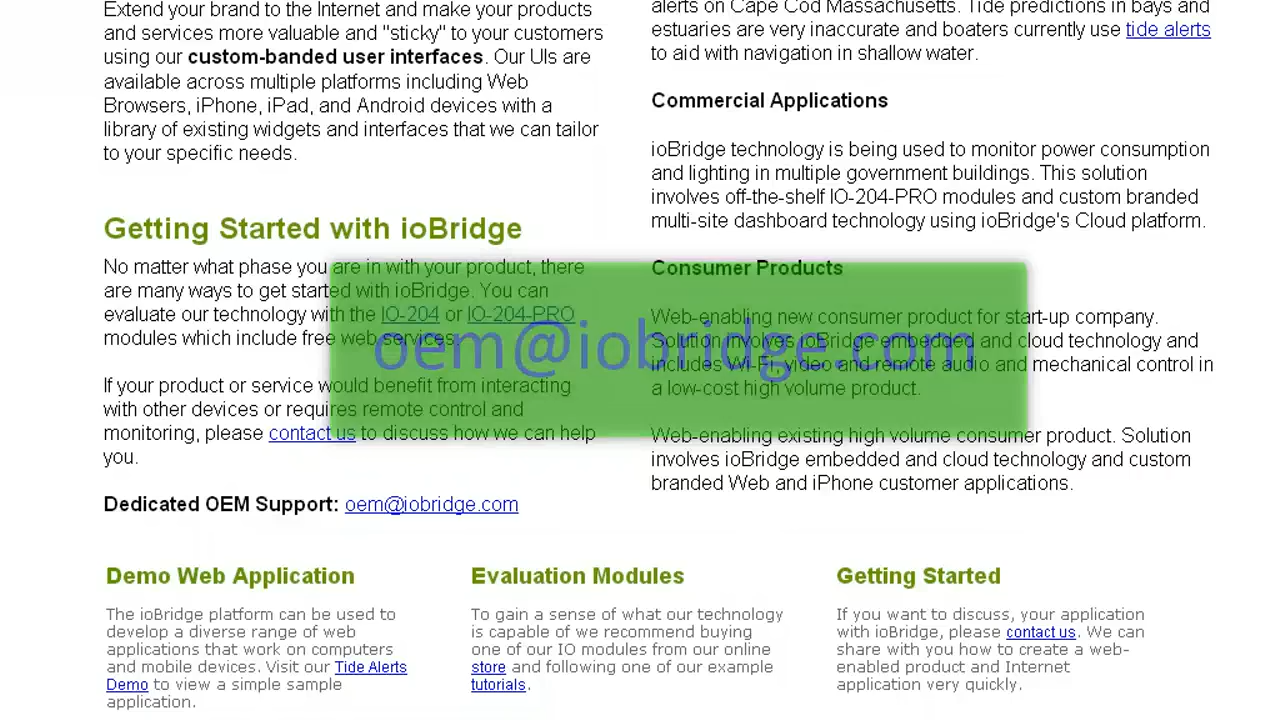 Extend your brand to the Internet and make your products
and services more valuable and "sticky" to your customers
using our custom-banded user interfaces. Our UIs are
available across multiple platforms including Web
Browsers, iPhone, iPad, and Android devices with a
library of existing widgets and interfaces that we can tailor
to your specific needs.
Getting Started with ioBridge
No matter what phase you are in with your product, there
are many ways to get started with ioBridge. You can
evaluate our technology with the IO-204 or IO-204-PRO
modules which include free web services.
If your product or service would benefit from interacting
with other devices or requires remote control and
monitoring, please contact us to discuss how we can help
you.
Dedicated OEM Support: oem@iobridge.com
alerts on Cape Cod Massachusetts. Tide predictions in bays and
estuaries are very inaccurate and boaters currently use tide alerts
to aid with navigation in shallow water.
Commercial Applications
ioBridge technology is being used to monitor power consumption
and lighting in multiple government buildings. This solution
involves off-the-shelf IO-204-PRO modules and custom branded
multi-site dashboard technology using ioBridge's Cloud platform.
Consumer Products
Web-enabling new consumer product for start-up company.
Solution involves ioBridge embedded and cloud technology and
includes Wi-Fi, video and remote audio and mechanical control in
a low-cost high volume product.
Web-enabling existing high volume consumer product. Solution
involves ioBridge embedded and cloud technology and custom
branded Web and iPhone customer applications.
oem@iobridge.com
Demo Web Application
The ioBridge platform can be used to
develop a diverse range of web
applications that work on computers
and mobile devices. Visit our Tide Alerts
Demo to view a simple sample
application.
Evaluation Modules
To gain a sense of what our technology
is capable of we recommend buying
one of our IO modules from our online
store and following one of our example
tutorials.
Getting Started
If you want to discuss, your application
with ioBridge, please contact us. We can
share with you how to create a web-
enabled product and Internet
application very quickly.